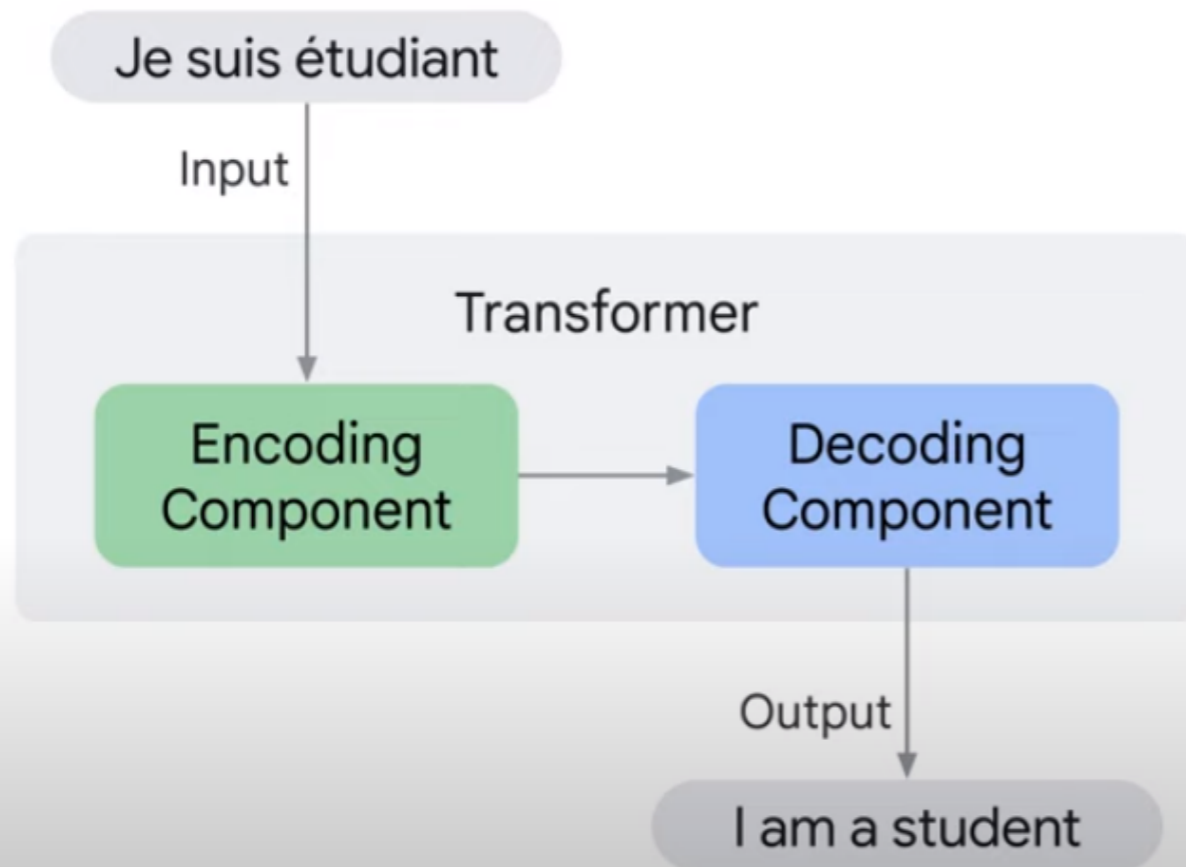 Je suis étudiant
Input
Transformer
Encoding
Component
Decoding
Component
Output
I am a student